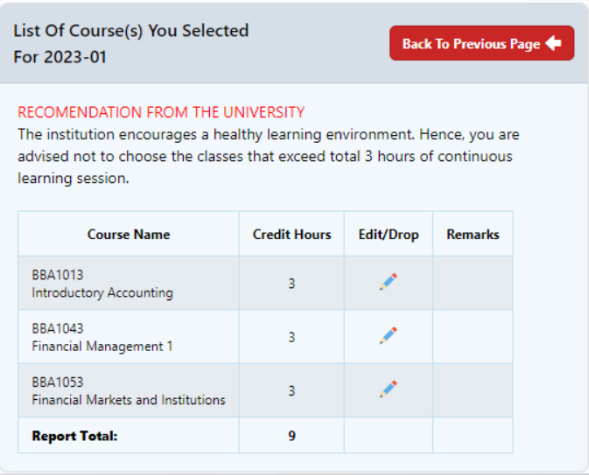 List Of Course(s) You Selected
For 2023-01
Back To Previous Page
RECOMENDATION FROM THE UNIVERSITY
The institution encourages a healthy learning environment. Hence, you are
advised not to choose the classes that exceed total 3 hours of continuous
learning session.
Course Name Credit Hours Edit/Drop Remarks
BBA1013
Introductory Accounting 3
BBA1043
Financial Management 1 3
BBA1053
Financial Markets and Institutions 3
Report Total: 9